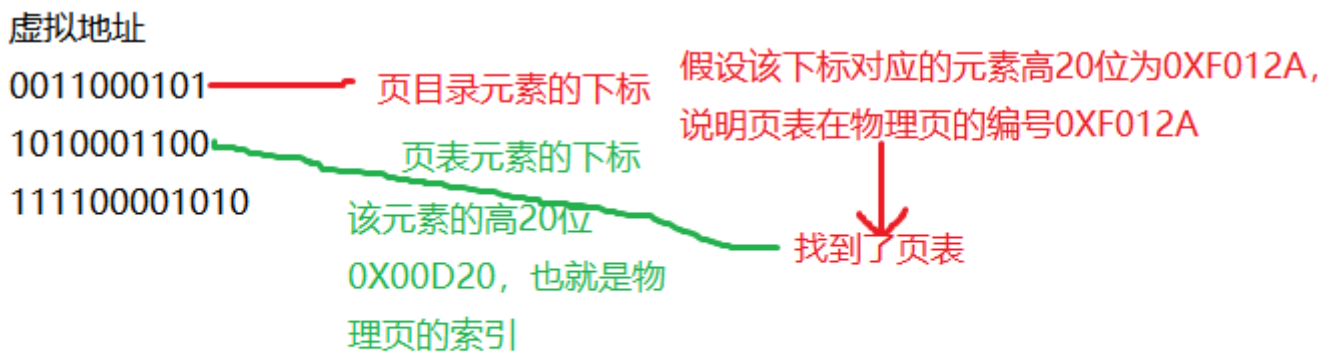 虚拟地址
0011000101
页目录元素的下标
假设该下标对应的元素高20位为0XF012A，
说明页表在物理页的编号0XF012A
1010001100
页表元素的下标
111100001010
该元素的高20位
0X00D20，也就是物
理页的索引
找到了页表